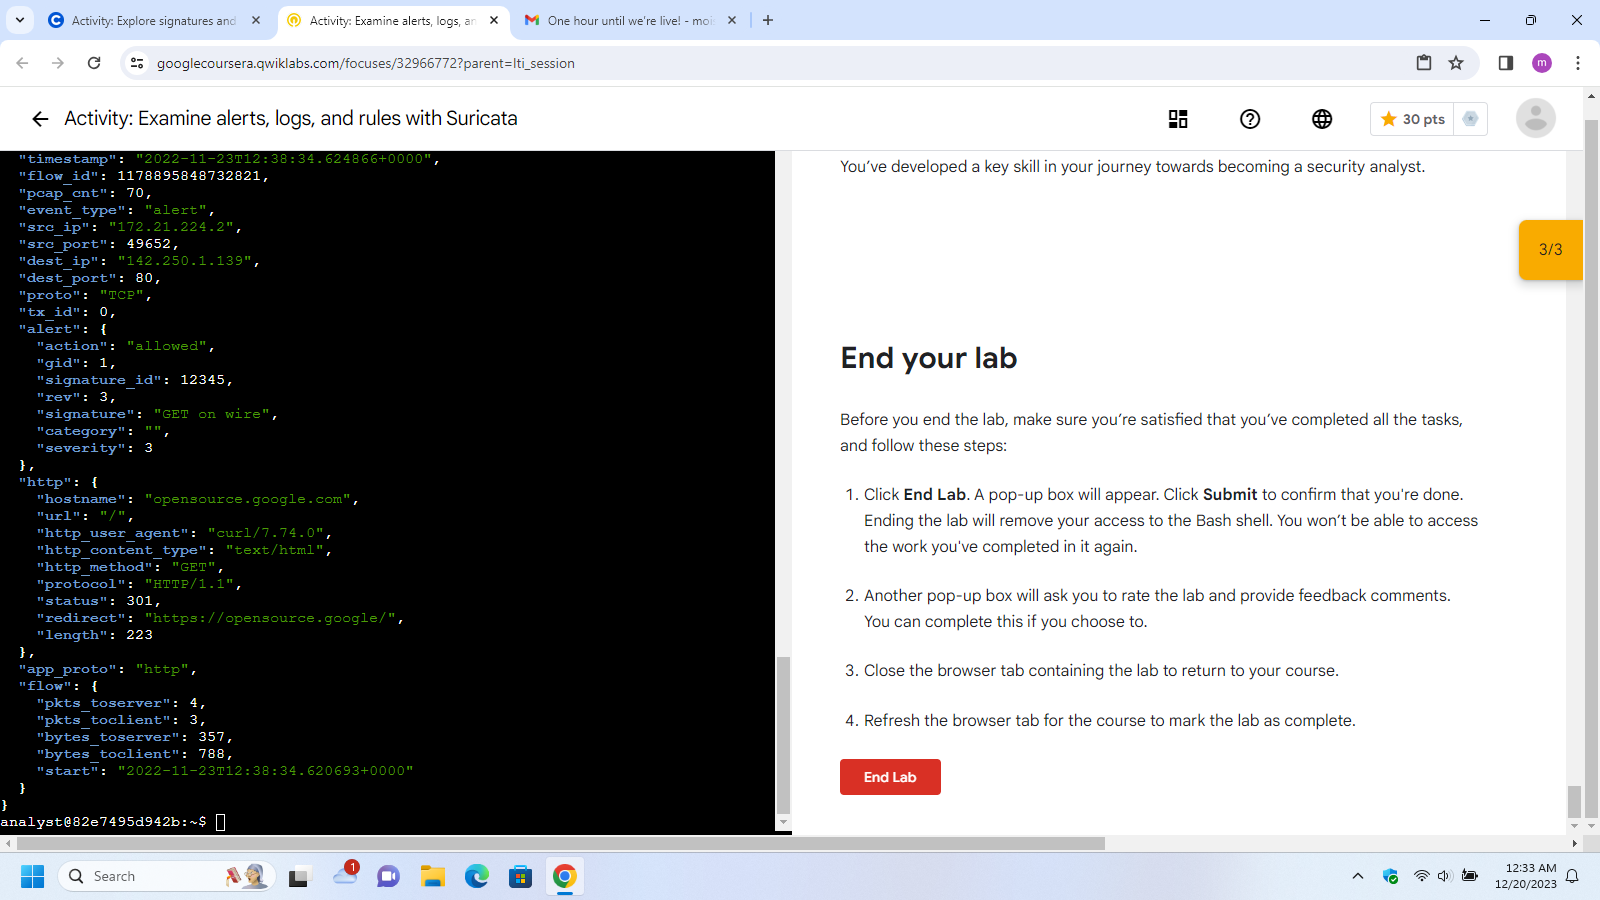 Activity: Explore signatures and
Activity: Examine alerts, logs, an
One hour until we're live! - moi
googlecoursera.qwiklabs.com/focuses/32966772?parent=lti_session
m
Activity: Examine alerts, logs, and rules with Suricata
30 pts
"timestamp": "2022-11-23T12:38:34.624866+0000",
"flow_id": 1178895848732821,
"pcap_cnt": 70,
"event_type": "alert",
"src_ip": "172.21.224.2",
"src_port": 49652,
"dest_ip": "142.250.1.139",
"dest_port": 80,
"proto": "TCP",
"tx_id": 0,
"alert": {
"action": "allowed",
"gid": 1,
"signature_id": 12345,
"rev": 3,
"signature": "GET on wire",
"category": "",
"severity": 3
},
"http": {
"hostname": "opensource.google.com",
"url": "/",
"http_user_agent": "curl/7.74.0",
"http_content_type": "text/html",
"http_method": "GET",
"protocol": "HTTP/1.1",
"status": 301,
"redirect": "https://opensource.google/",
"length": 223
},
"app_proto": "http",
"flow": {
"pkts_toserver": 4,
"pkts_toclient": 3,
"bytes_toserver": 357,
"bytes_toclient": 788,
"start": "2022-11-23T12:38:34.620693+0000"
}
}
analyst@82e7495d942b:~$
You've developed a key skill in your journey towards becoming a security analyst.
3/3
End your lab
Before you end the lab, make sure you're satisfied that you've completed all the tasks,
and follow these steps:
1. Click End Lab. A pop-up box will appear. Click Submit to confirm that you're done.
Ending the lab will remove your access to the Bash shell. You won't be able to access
the work you've completed in it again.
2. Another pop-up box will ask you to rate the lab and provide feedback comments.
You can complete this if you choose to.
3. Close the browser tab containing the lab to return to your course.
4. Refresh the browser tab for the course to mark the lab as complete.
End Lab
Search
1
12:33 AM
12/20/2023